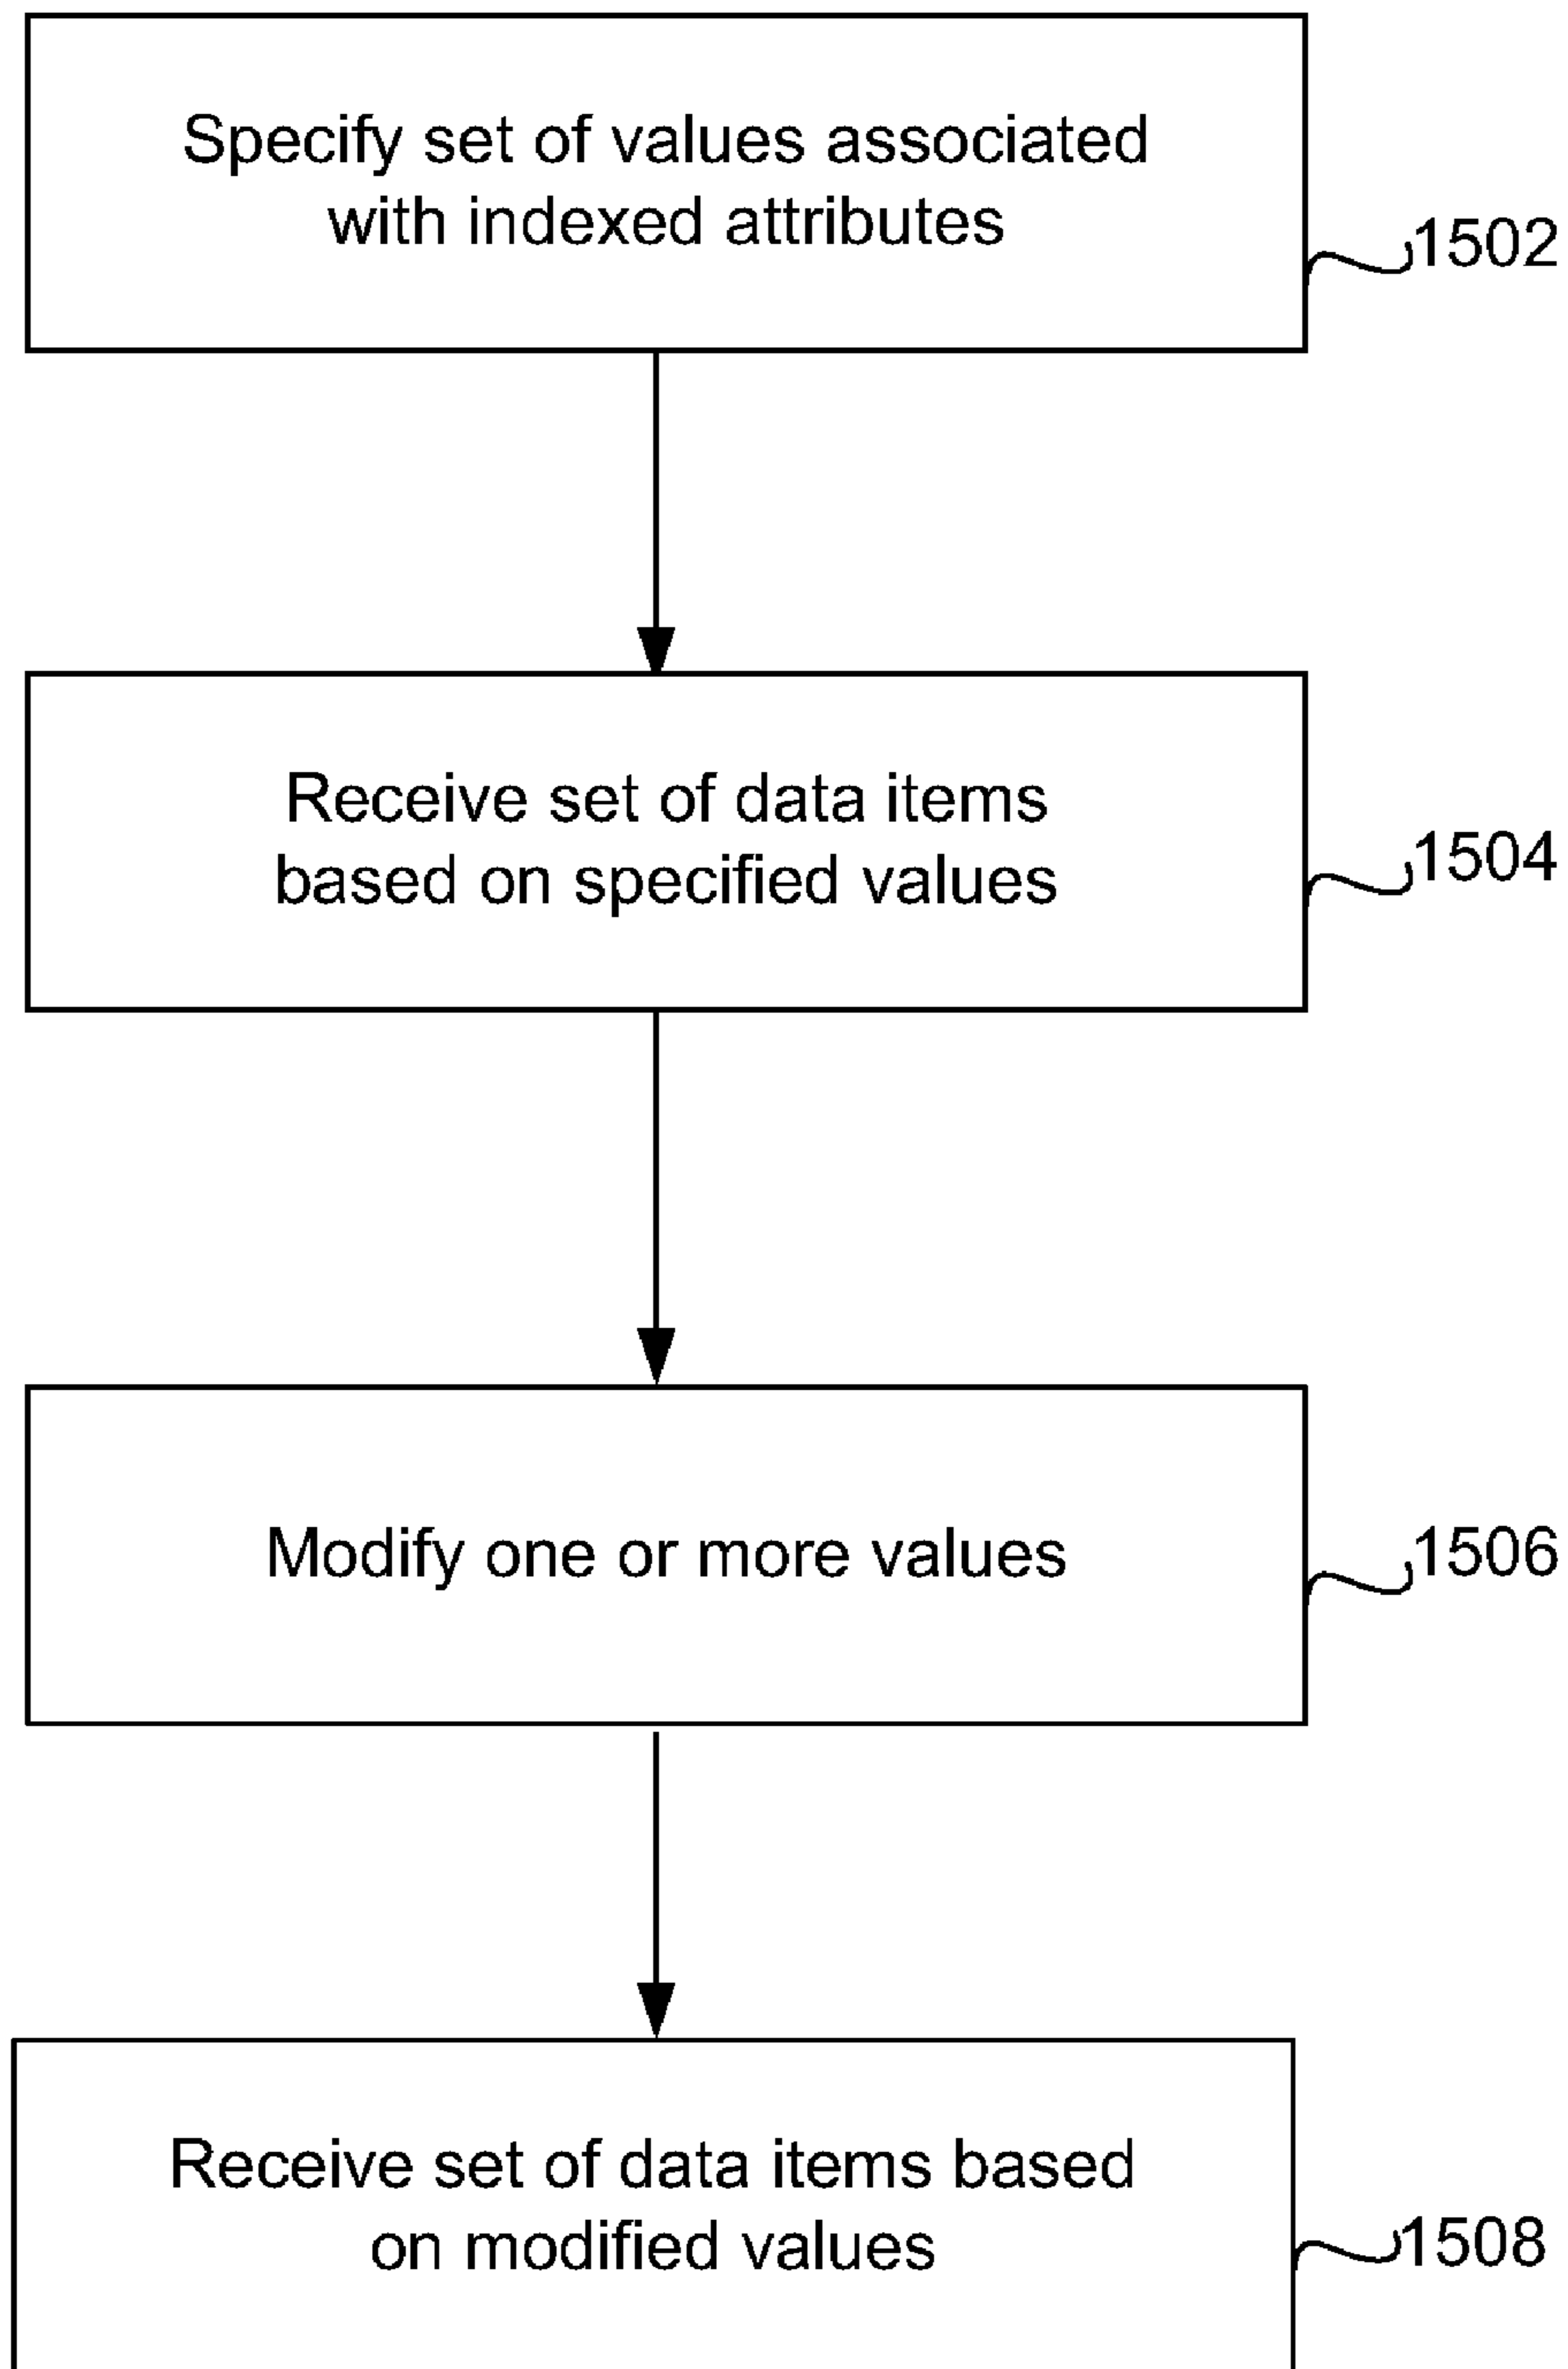 Specify set of values associated
with indexed attributes
1502
Receive set of data items
based on specified values
1504
Modify one or more values
1506
Receive set of data items based
on modified values
1508